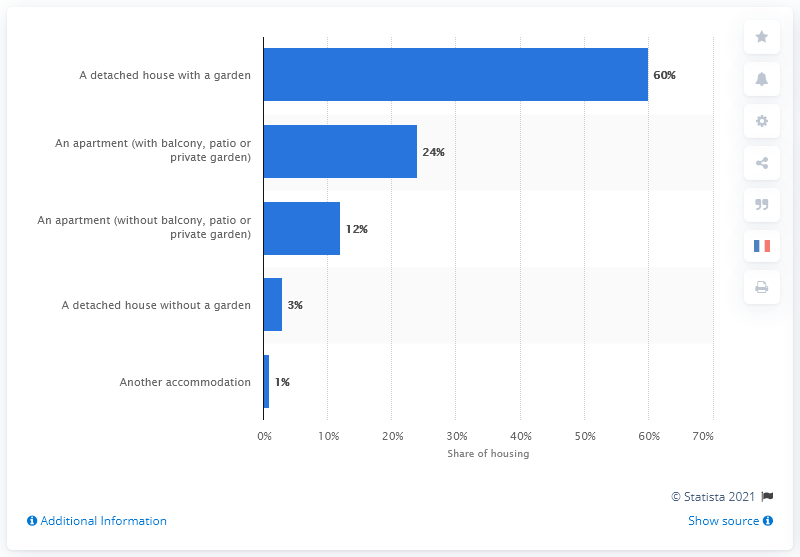 A detached house with a garden
60%
An apartment (with balcony, patio or
private garden)
24%
An apartment (without balcony, patio or
private garden)
12%
A detached house without a garden
3%
Another accommodation
1%
0% 10% 20% 30% 40% 50% 60% 70%
Share of housing
© Statista 2021
Additional Information
Show source